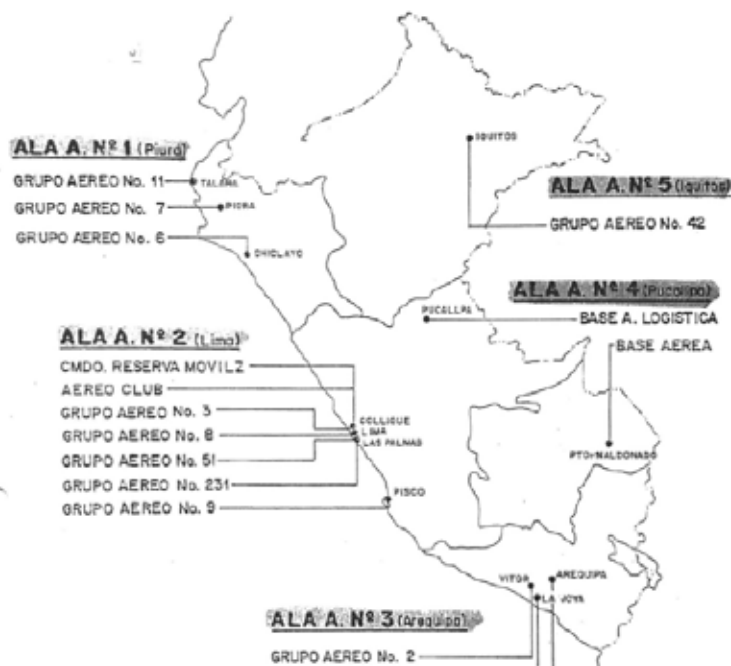 ALA A. Nº 1 (Piura)
GRUPO AEREO No. 11
TALARA
GRUPO AEREO No. 7
PIURA
GRUPO AEREO No. 6
CHICLAYO
IQUITOS
ALA A. Nº 5 (Iquitos)
GRUPO AEREO No. 42
ALA A. Nº 4 (Pucallpa)
PUCALLPA
BASE A. LOGISTICA
BASE AEREA
PTO. MALDONADO
ALA A. Nº 2 (Lima)
CMDO. RESERVA MOVILZ
AEREO CLUB
GRUPO AEREO No. 3
GRUPO AEREO No. 8
GRUPO AEREO No. 51
GRUPO AEREO No. 231
GRUPO AEREO No. 9
COLLIQUE
LIMA
LAS PALMAS
PISCO
VITOR
AREQUIPA
LA JOYA
ALA A. Nº 3 (Arequipa)
GRUPO AEREO No. 2